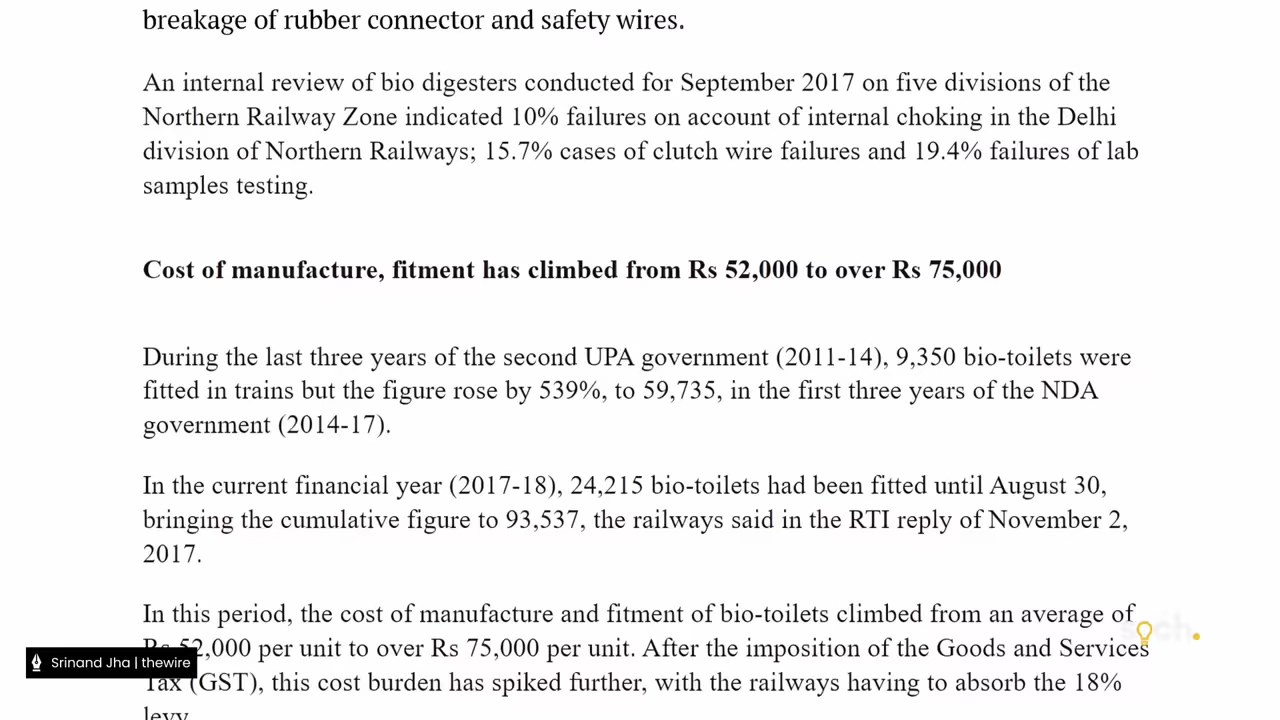 breakage of rubber connector and safety wires.
An internal review of bio digesters conducted for September 2017 on five divisions of the
Northern Railway Zone indicated 10% failures on account of internal choking in the Delhi
division of Northern Railways; 15.7% cases of clutch wire failures and 19.4% failures of lab
samples testing.
Cost of manufacture, fitment has climbed from Rs 52,000 to over Rs 75,000
During the last three years of the second UPA government (2011-14), 9,350 bio-toilets were
fitted in trains but the figure rose by 539%, to 59,735, in the first three years of the NDA
government (2014-17).
In the current financial year (2017-18), 24,215 bio-toilets had been fitted until August 30,
bringing the cumulative figure to 93,537, the railways said in the RTI reply of November 2,
2017.
In this period, the cost of manufacture and fitment of bio-toilets climbed from an average of
Rs 52,000 per unit to over Rs 75,000 per unit. After the imposition of the Goods and Services
Tax (GST), this cost burden has spiked further, with the railways having to absorb the 18%
levy
Srinand Jha | thewire
soch.